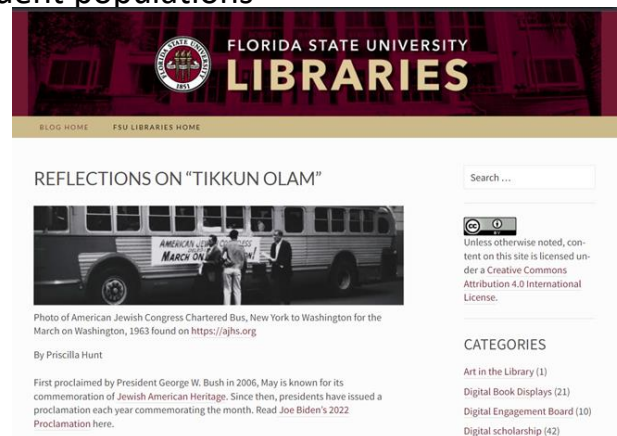 dent populations
FLORIDA STATE UNIVERSITY
LIBRARIES
BLOG HOME FSU LIBRARIES HOME
REFLECTIONS ON “TIKKUN OLAM”
AMERICAN JEWISH CONGRESS
MARCH ON WASHINGTON!
Photo of American Jewish Congress Chartered Bus, New York to Washington for the
March on Washington, 1963 found on https://ajhs.org
By Priscilla Hunt
First proclaimed by President George W. Bush in 2006, May is known for its
commemoration of Jewish American Heritage. Since then, presidents have issued a
proclamation each year commemorating the month. Read Joe Biden’s 2022
Proclamation here.
Search …
cc BY
Unless otherwise noted, con-
tent on this site is licensed un-
der a Creative Commons
Attribution 4.0 International
License.
CATEGORIES
Art in the Library (1)
Digital Book Displays (21)
Digital Engagement Board (10)
Digital scholarship (42)